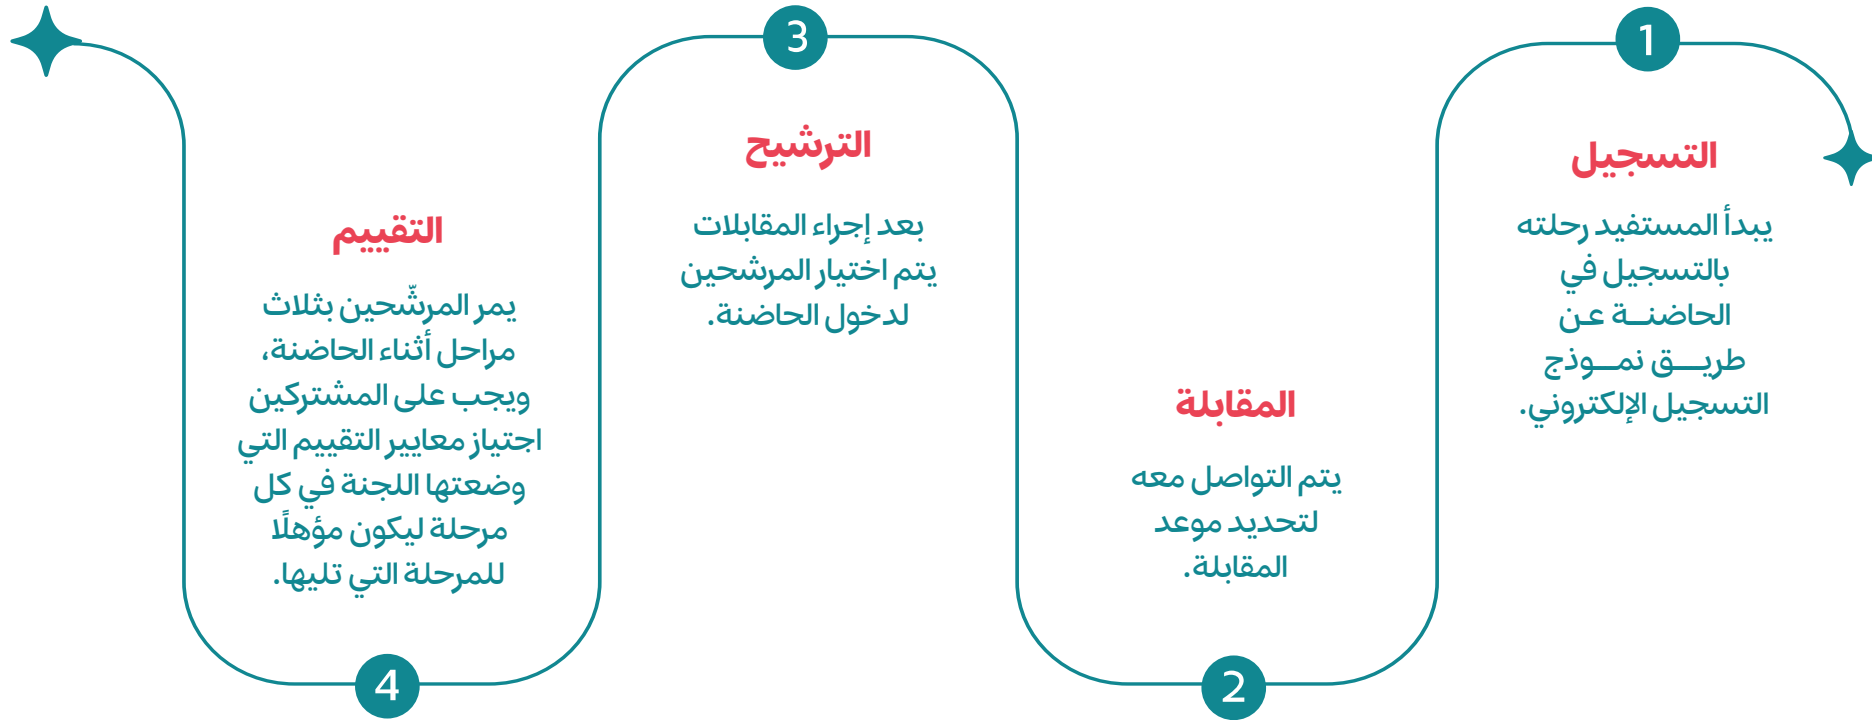 1
التسجيل
يبدأ المستفيد رحلته
بالتسجيل في
الحاضنــة عـن
طريـــق نمـــوذج
التسجيل الإلكتروني.
المقابلة
يتم التواصل معه
لتحديد موعد
المقابلة.
2
3
الترشيح
بعد إجراء المقابلات
يتم اختيار المرشحين
لدخول الحاضنة.
التقييم
يمر المرشّحين بثلاث
مراحل أثناء الحاضنة،
ويجب على المشتركين
اجتياز معايير التقييم التي
وضعتها اللجنة في كل
مرحلة ليكون مؤهلًا
للمرحلة التي تليها.
4